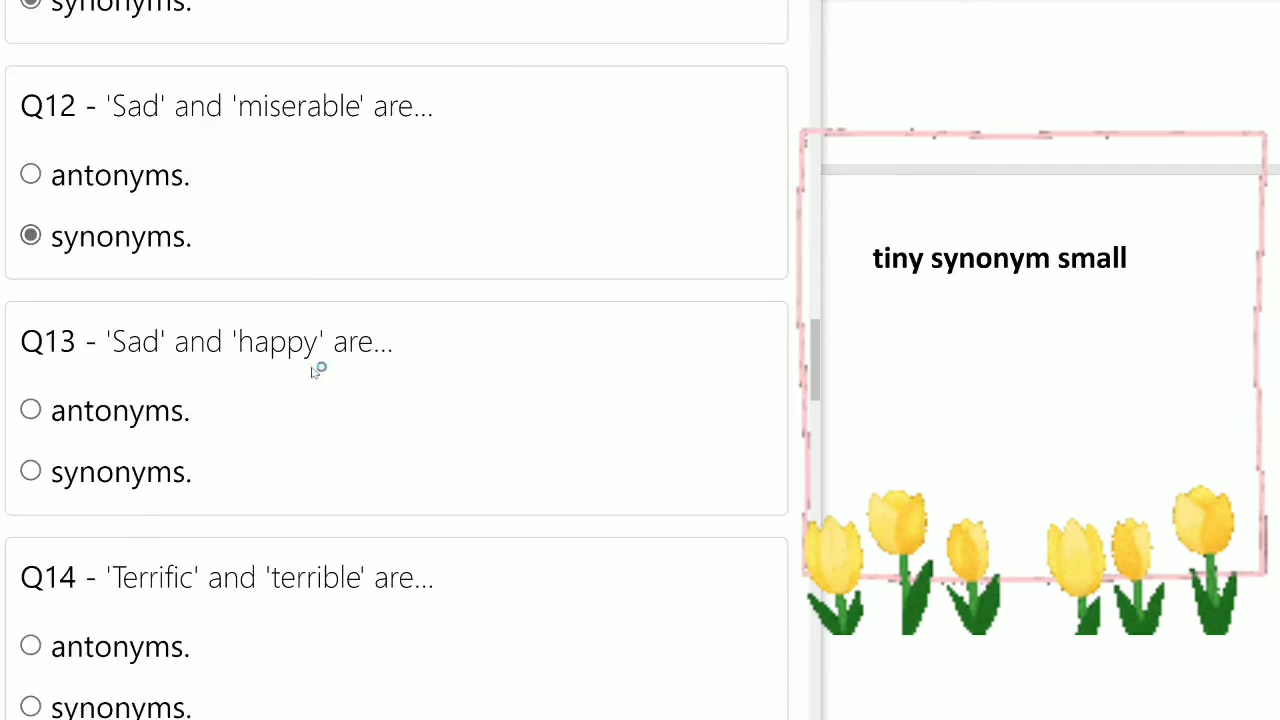 synonyms.
Q12 - 'Sad' and 'miserable' are...
antonyms.
synonyms.
Q13 - 'Sad' and 'happy' are...
antonyms.
synonyms.
Q14 - 'Terrific' and 'terrible' are...
antonyms.
synonyms.
tiny synonym small